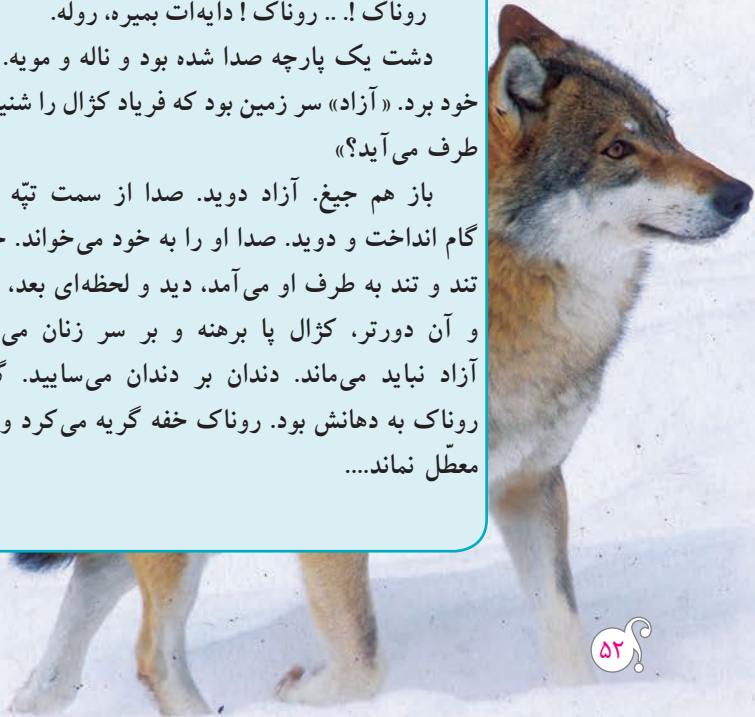 روناک !. .. روناک ! دایه‌ات بمیره، روله.
دشت یک پارچه صدا شده بود و ناله و مویه.
خود برد. «آزاد» سر زمین بود که فریاد کژال را
طرف می‌آید؟»
باز هم جیغ. آزاد دوید. صدا از سمت تپّه
گام انداخت و دوید. صدا او را به خود می‌خواند.
تند و تند به طرف او می‌آمد، دید و لحظه‌ای بعد،
و آن دورتر، کژال پا برهنه و بر سر زنان
آزاد نباید می‌ماند. دندان بر دندان می‌سایید.
روناک به دهانش بود. روناک خفه گریه می‌کرد و
معطّل نماند....
۵۲